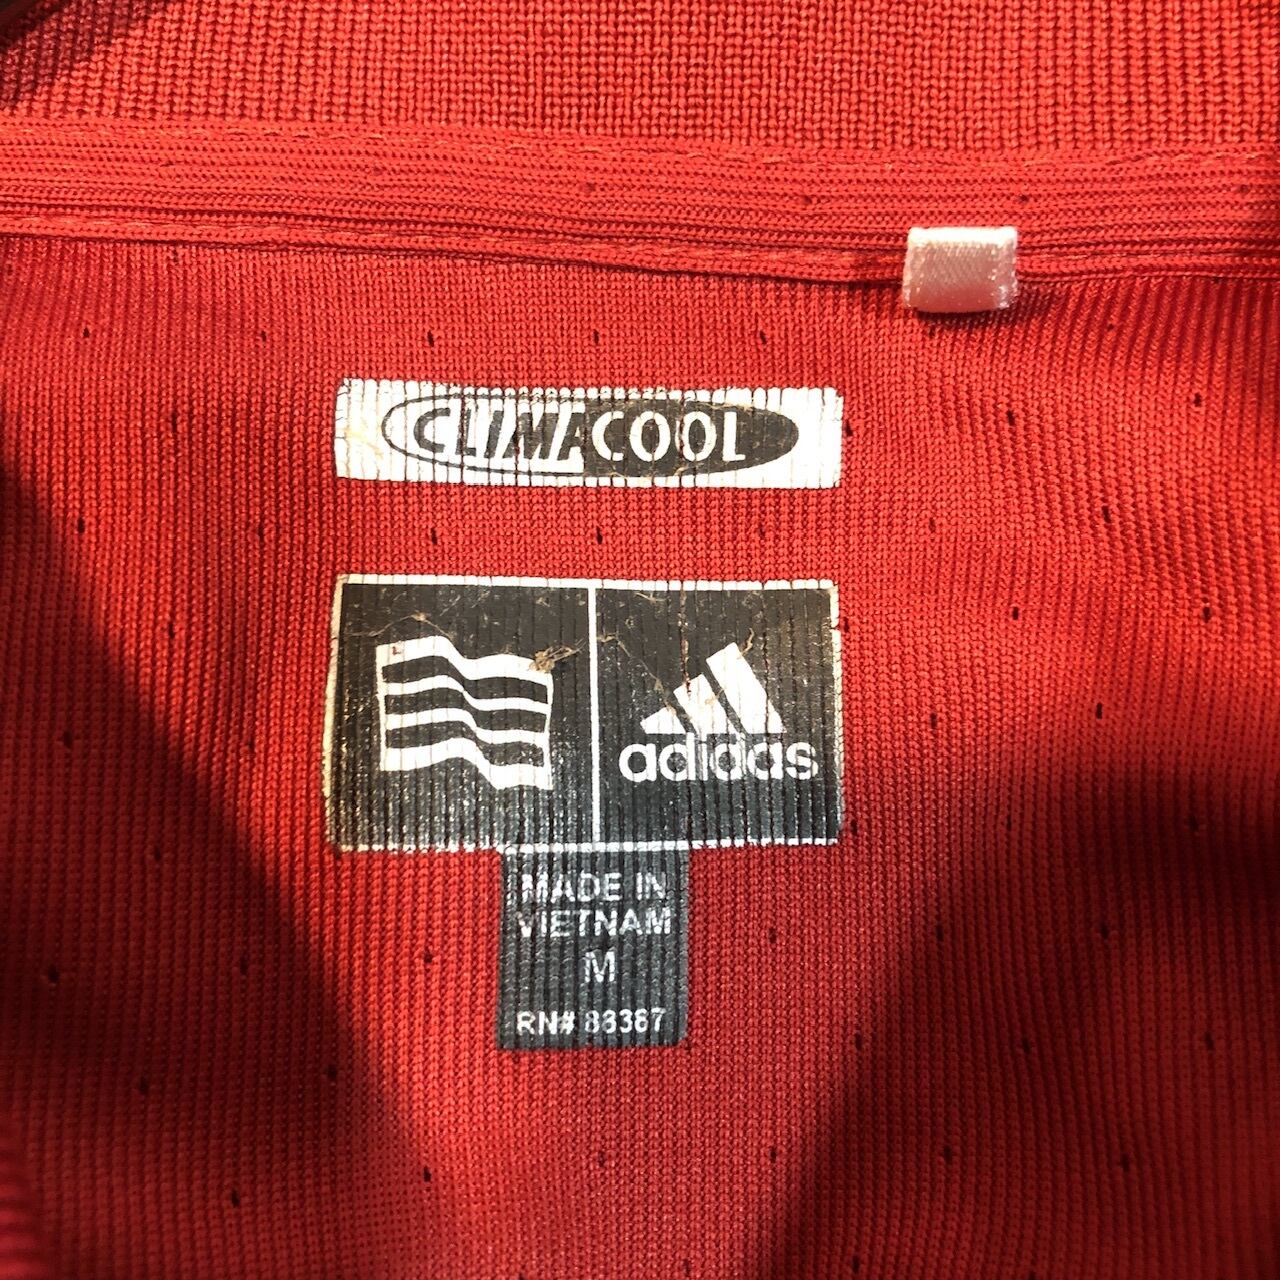 CLIMACOOL
adidas
MADE IN
VIETNAM
M
RN# 88387